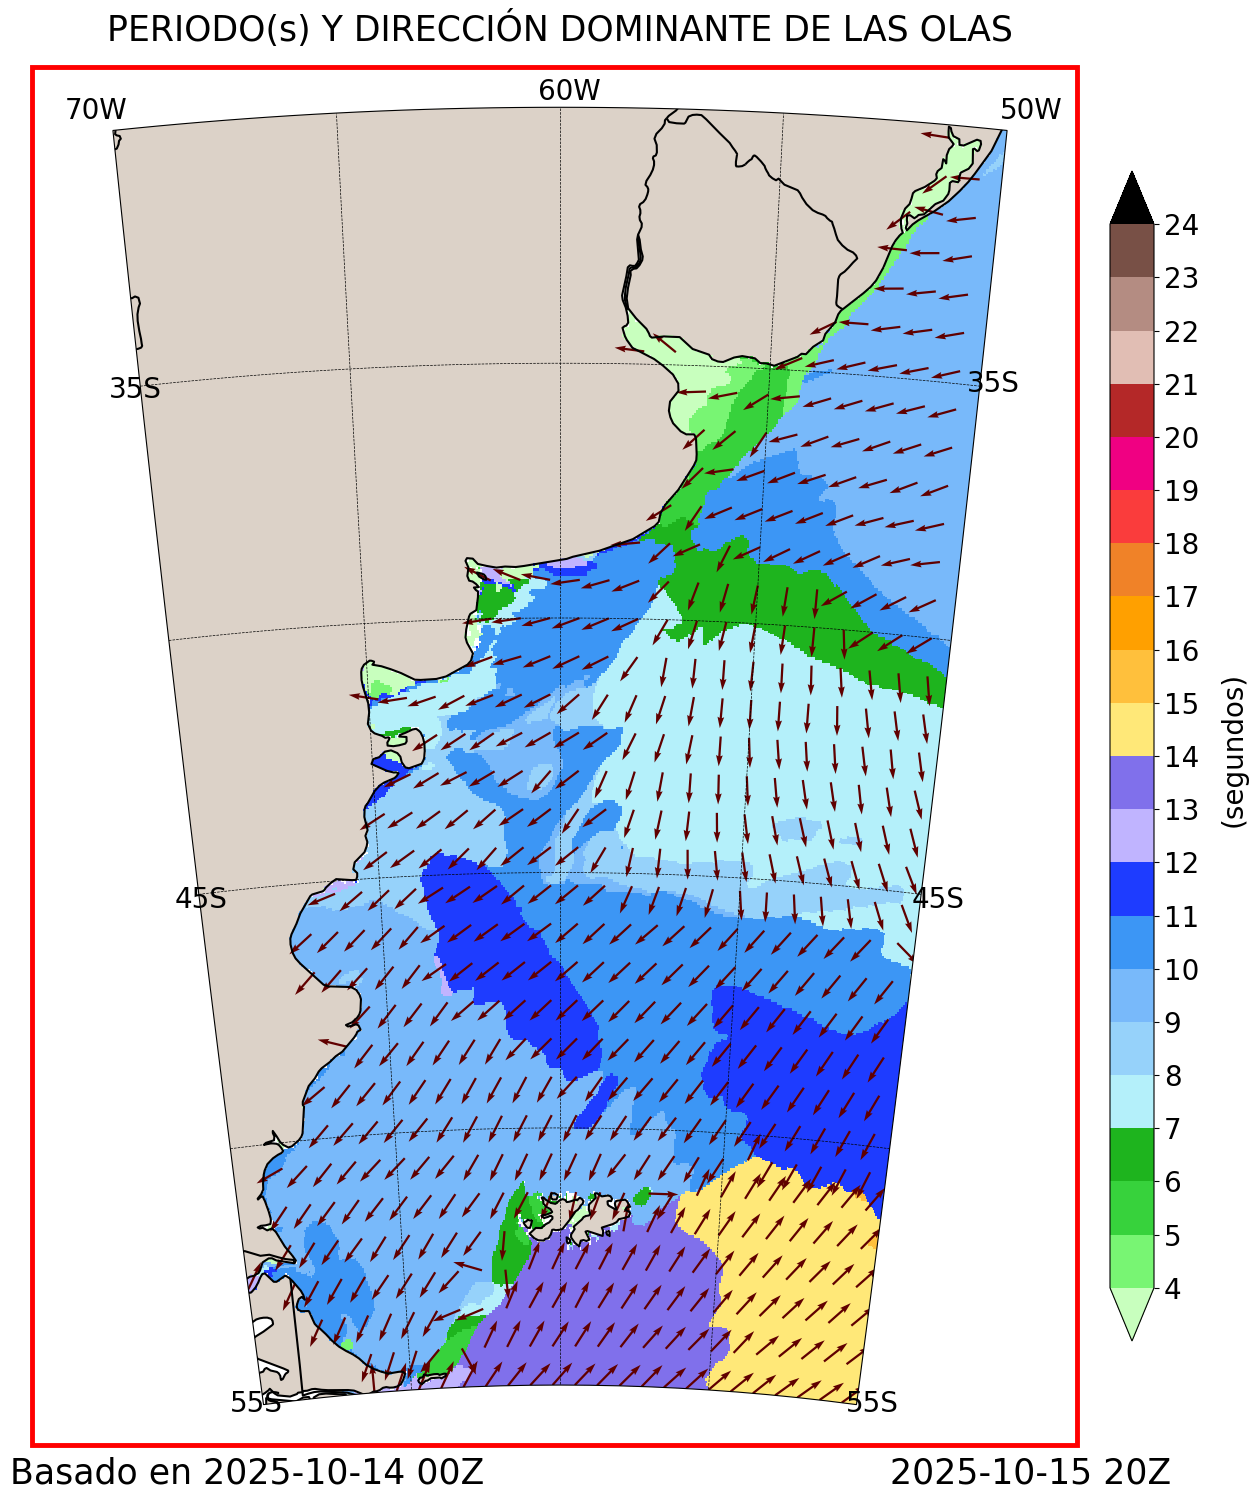 PERIODO(s) Y DIRECCIÓN DOMINANTE DE LAS OLAS
70W
60W
50W
35S
35S
45S
45S
55S
55S
24
23
22
21
20
19
18
17
16
15
14
13
12
11
10
9
8
7
6
5
4
(segundos)
Basado en 2025-10-14 00Z
2025-10-15 20Z